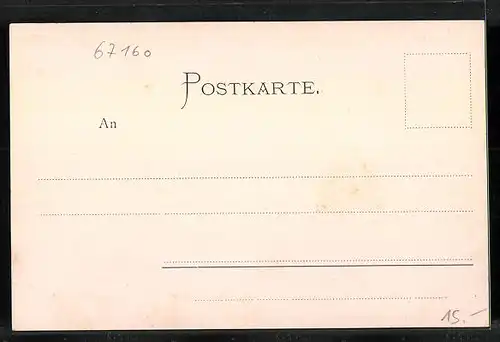 67160
POSTKARTE.
An
15.-